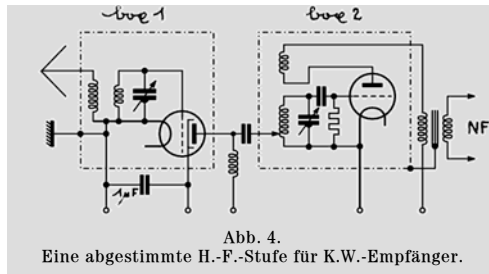 box 1
box 2
1µF
NF
Abb. 4.
Eine abgestimmte H.-F.-Stufe für K.W.-Empfänger.